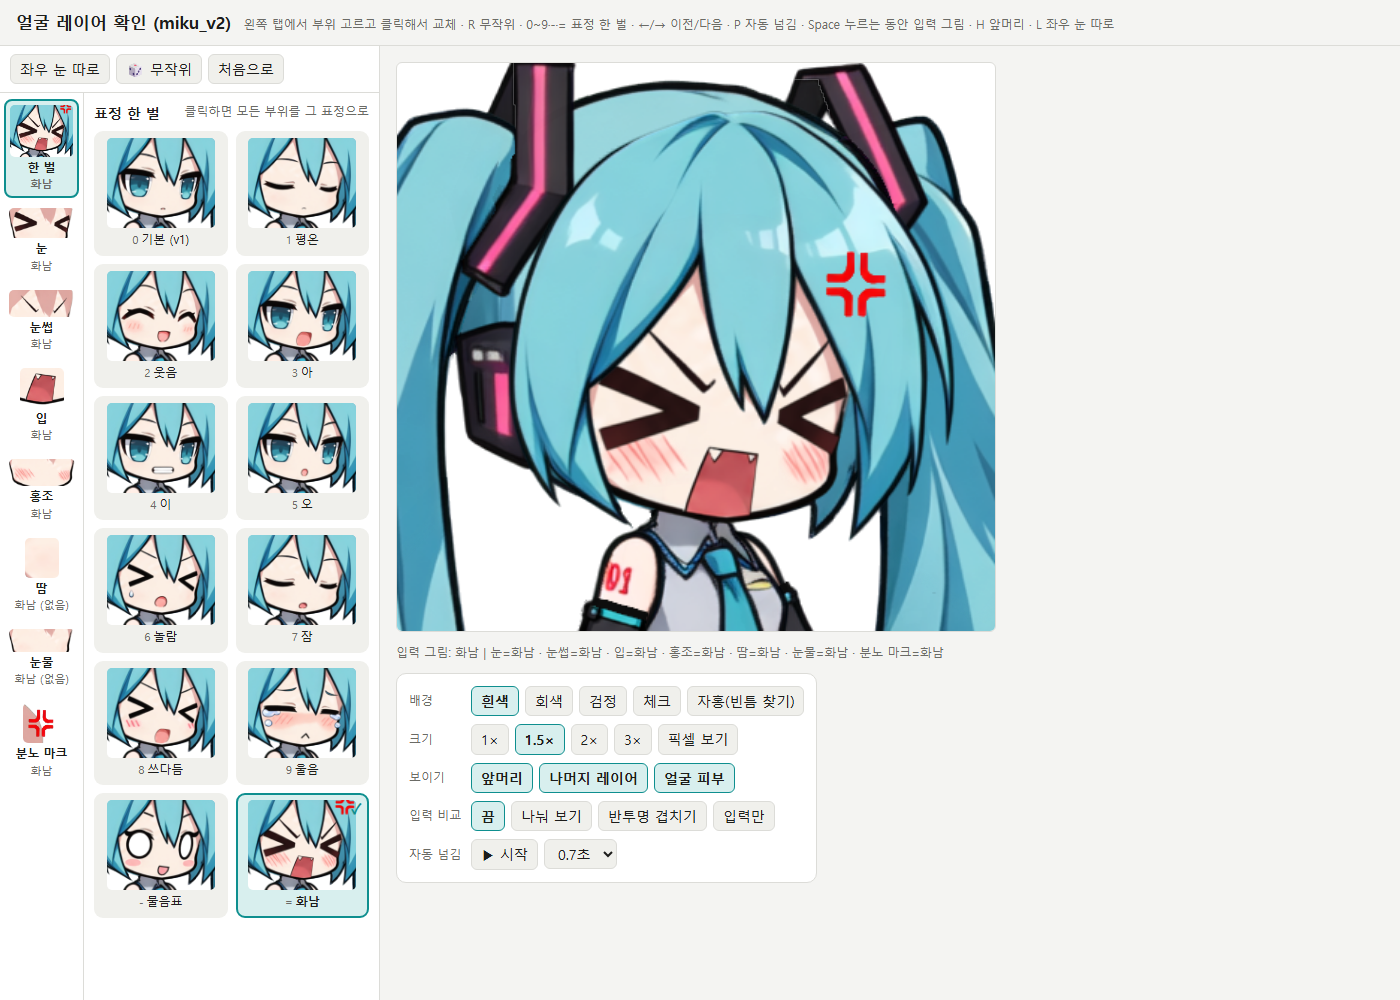 얼굴 레이어 확인 (miku_v2) 왼쪽 탭에서 부위 고르고 클릭해서 교체 · R 무작위 · 0~9·-·= 표정 한 벌 · ←/→ 이전/다음 · P 자동 넘김 · Space 누르는 동안 입력 그림 · H 앞머리 · L 좌우 눈 따로
좌우 눈 따로 🎲 무작위 처음으로
한 벌
화남
눈
화남
눈썹
화남
입
화남
홍조
화남
땀
화남 (없음)
눈물
화남 (없음)
분노 마크
화남
표정 한 벌 클릭하면 모든 부위를 그 표정으로
0 기본 (v1) 1 평온
2 웃음 3 아
4 이 5 오
6 놀람 7 잠
8 쓰다듬 9 울음
- 물음표 = 화남
01
입력 그림: 화남 | 눈=화남 · 눈썹=화남 · 입=화남 · 홍조=화남 · 땀=화남 · 눈물=화남 · 분노 마크=화남
배경 흰색 회색 검정 체크 자홍(빈틈 찾기)
크기 1× 1.5× 2× 3× 픽셀 보기
보이기 앞머리 나머지 레이어 얼굴 피부
입력 비교 끔 나눠 보기 반투명 겹치기 입력만
자동 넘김 ▶ 시작 0.7초